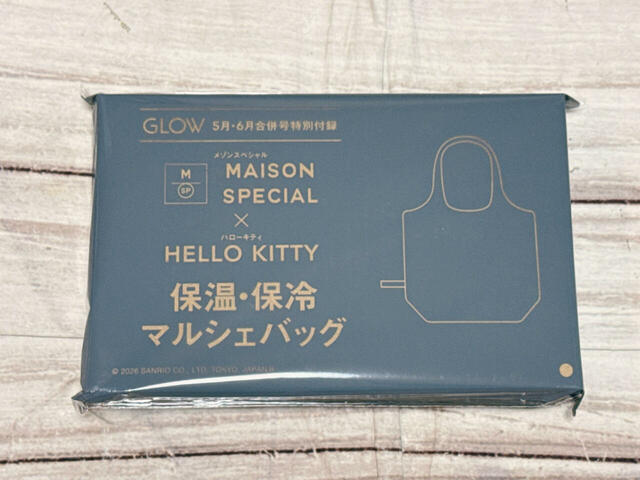 GLOW 5月・6月合併号特別付録
メゾンスペシャル
M MAISON
SP SPECIAL
×
ハローキティ
HELLO KITTY
保温・保冷
マルシェバッグ
© 2026 SANRIO CO., LTD. TOKYO, JAPAN